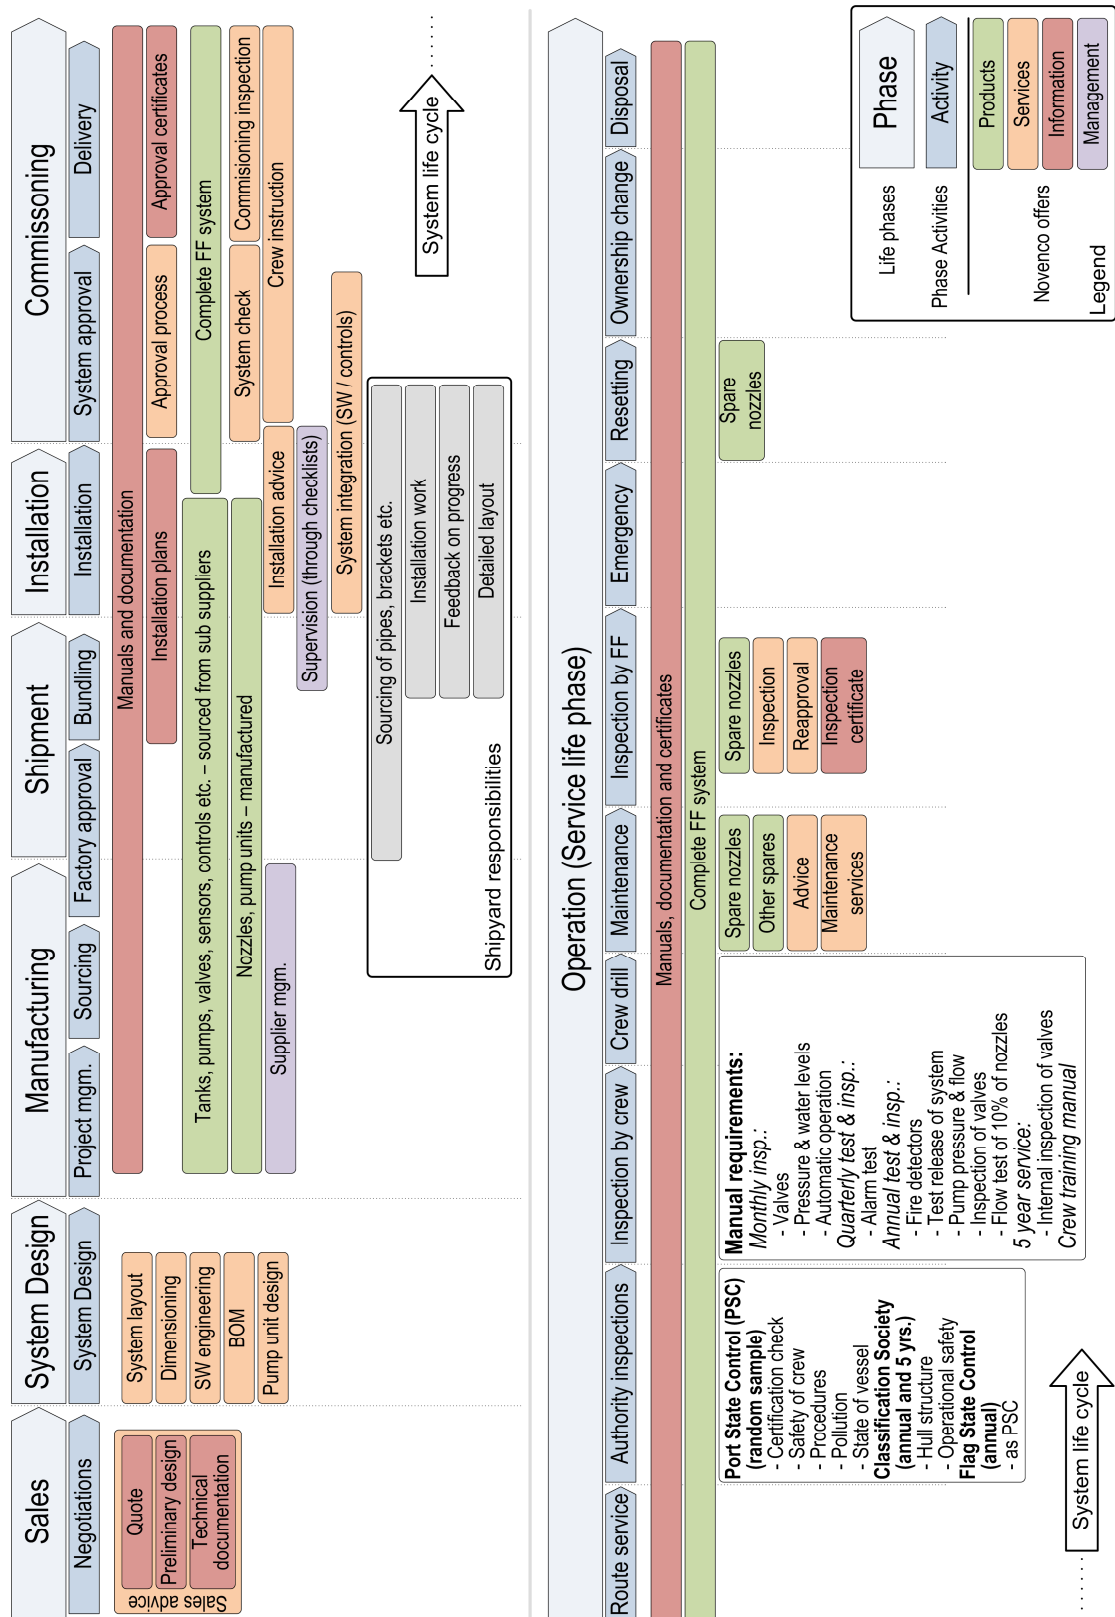 Sales
System Design
Manufacturing
Shipment
Installation
Commissoning
Negotiations
System Design
Project mgm.
Sourcing
Factory approval
Bundling
Installation
System approval
Delivery
Sales advice
Quote
Preliminary design
Technical
documentation
System layout
Dimensioning
SW engineering
BOM
Pump unit design
Manuals and documentation
Installation plans
Approval process
Approval certificates
Tanks, pumps, valves, sensors, controls etc. – sourced from sub suppliers
Complete FF system
Nozzles, pump units – manufactured
System check
Commisioning inspection
Supplier mgm.
Installation advice
Crew instruction
Supervision (through checklists)
System integration (SW / controls)
Sourcing of pipes, brackets etc.
Installation work
Feedback on progress
Detailed layout
Shipyard responsibilities
System life cycle
Operation (Service life phase)
Route service
Authority inspections
Inspection by crew
Crew drill
Maintenance
Inspection by FF
Emergency
Resetting
Ownership change
Disposal
Manuals, documentation and certificates
Complete FF system
Port State Control (PSC)
(random sample)
- Certification check
- Safety of crew
- Procedures
- Pollution
- State of vessel
Classification Society
(annual and 5 yrs.)
- Hull structure
- Operational safety
Flag State Control
(annual)
- as PSC
Manual requirements:
Monthly insp.:
- Valves
- Pressure & water levels
- Automatic operation
Quarterly test & insp.:
- Alarm test
Annual test & insp.:
- Fire detectors
- Test release of system
- Pump pressure & flow
- Inspection of valves
- Flow test of 10% of nozzles
5 year service:
- Internal inspection of valves
Crew training manual
Spare nozzles
Other spares
Advice
Maintenance
services
Spare nozzles
Inspection
Reapproval
Inspection
certificate
Spare
nozzles
System life cycle
Life phases
Phase
Phase Activities
Activity
Novenco offers
Products
Services
Information
Management
Legend